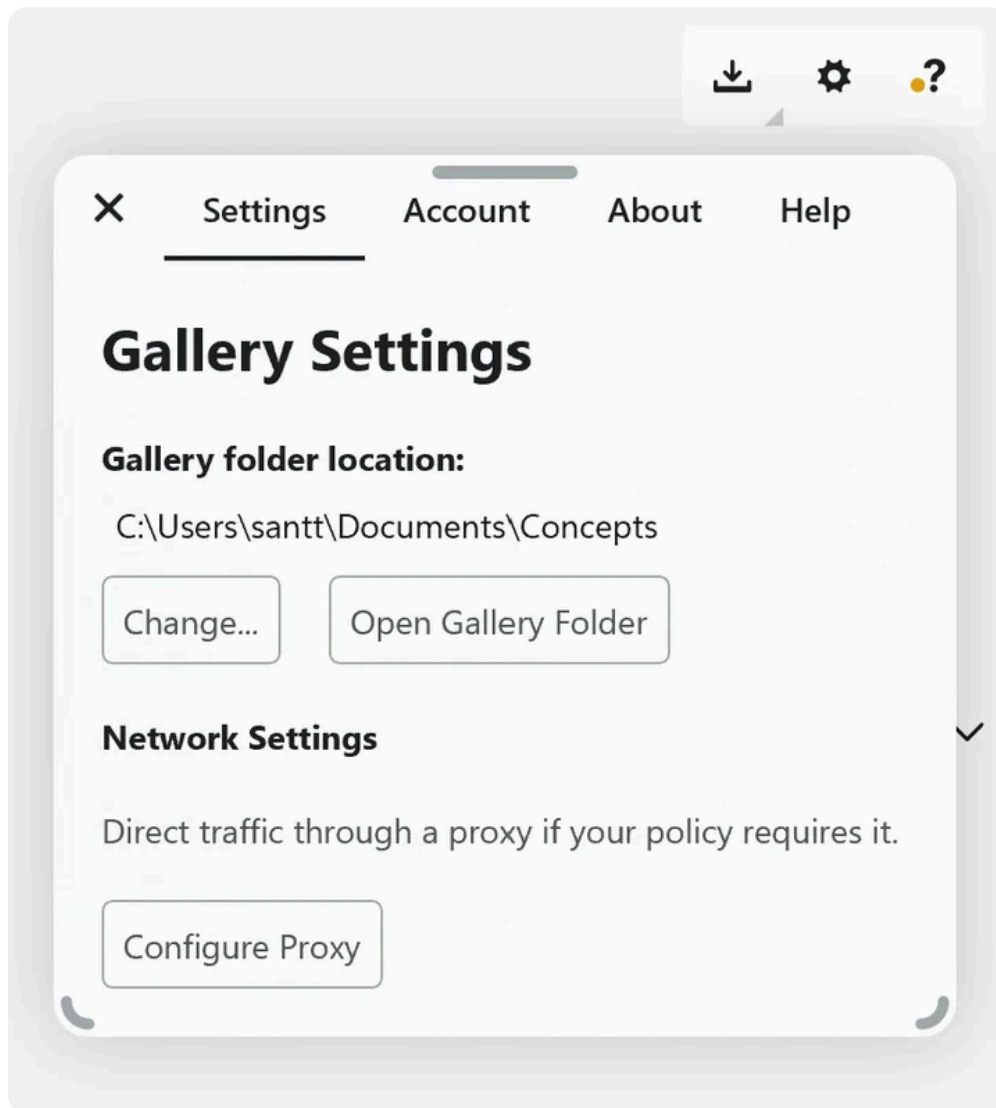 ?
Settings Account About Help
Gallery Settings
Gallery folder location:
C:\Users\santt\Documents\Concepts
Change... Open Gallery Folder
Network Settings
Direct traffic through a proxy if your policy requires it.
Configure Proxy